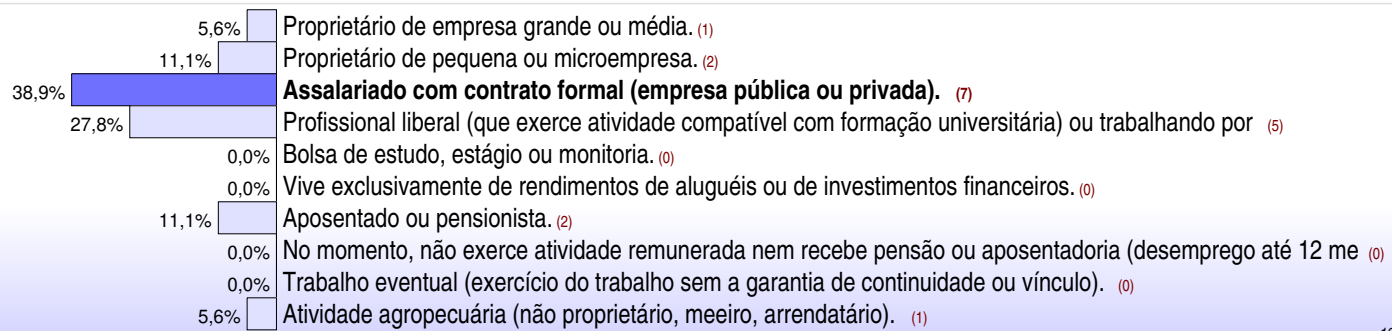 5,6% Proprietário de empresa grande ou média. (1)
11,1% Proprietário de pequena ou microempresa. (2)
38,9% Assalariado com contrato formal (empresa pública ou privada). (7)
27,8% Profissional liberal (que exerce atividade compatível com formação universitária) ou trabalhando por (5)
0,0% Bolsa de estudo, estágio ou monitoria. (0)
0,0% Vive exclusivamente de rendimentos de aluguéis ou de investimentos financeiros. (0)
11,1% Aposentado ou pensionista. (2)
0,0% No momento, não exerce atividade remunerada nem recebe pensão ou aposentadoria (desemprego até 12 me (0)
0,0% Trabalho eventual (exercício do trabalho sem a garantia de continuidade ou vínculo). (0)
5,6% Atividade agropecuária (não proprietário, meeiro, arrendatário). (1)